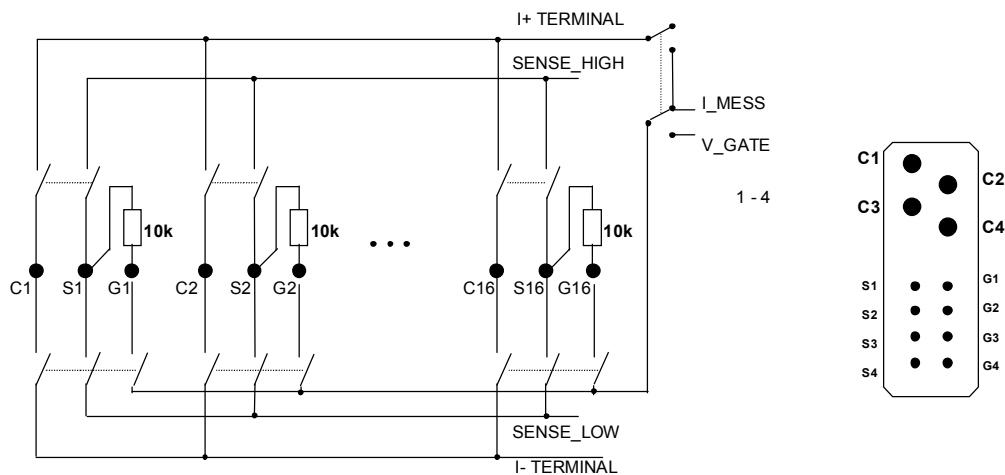 I+ TERMINAL
SENSE_HIGH
I_MESS
V_GATE
1 - 4
10k
10k
10k
C1 S1 G1 C2 S2 G2 C16 S16 G16
SENSE_LOW
I- TERMINAL
C1
C2
C3
C4
S1 G1
S2 G2
S3 G3
S4 G4